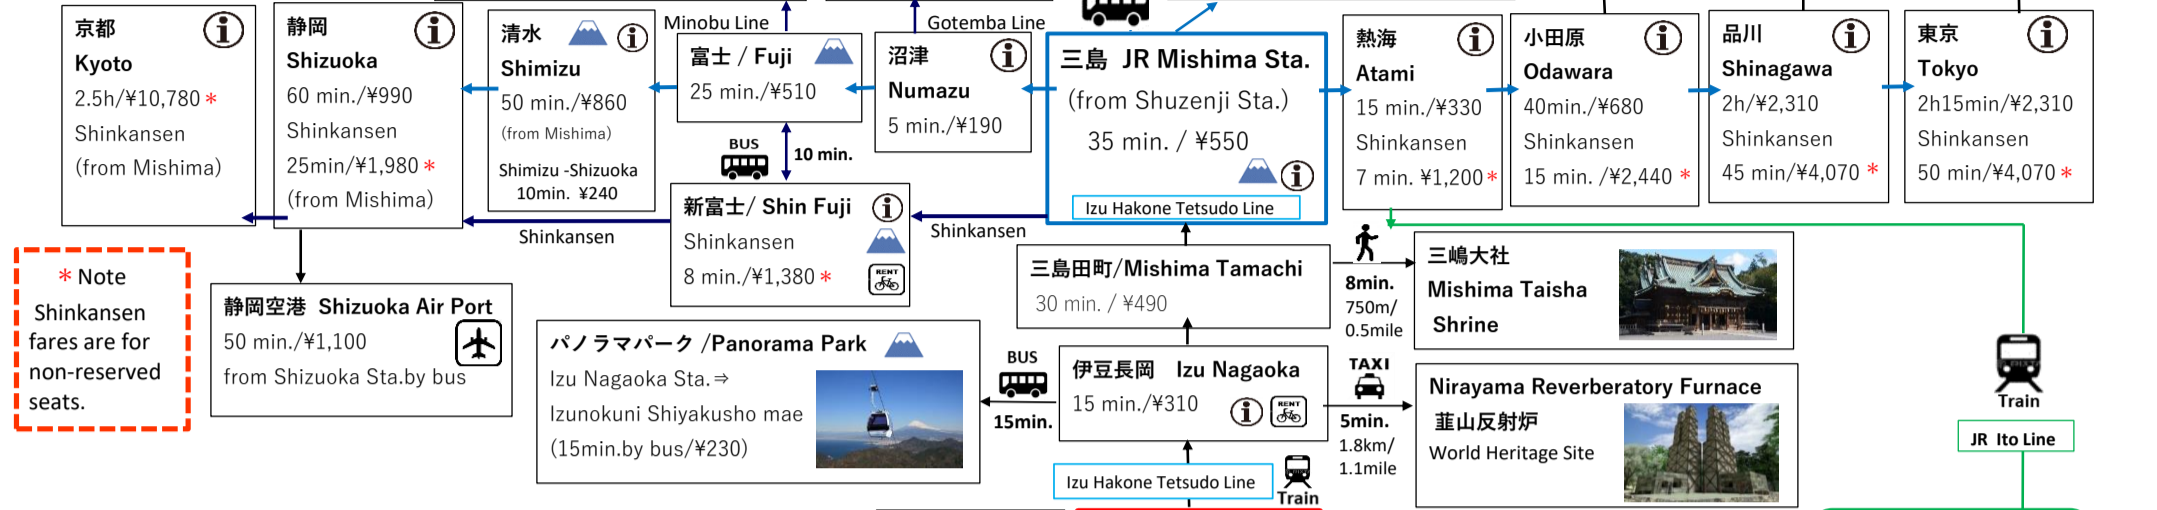 Minobu Line
Gotemba Line
京都
Kyoto
2.5h/¥10,780 *
Shinkansen
(from Mishima)
静岡
Shizuoka
60 min./¥990
Shinkansen
25min/¥1,980 *
(from Mishima)
清水
Shimizu
50 min./¥860
(from Mishima)
Shimizu -Shizuoka
10min. ¥240
富士 / Fuji
25 min./¥510
沼津
Numazu
5 min./¥190
三島 JR Mishima Sta.
(from Shuzenji Sta.)
35 min. / ¥550
Izu Hakone Tetsudo Line
熱海
Atami
15 min./¥330
Shinkansen
7 min. ¥1,200 *
小田原
Odawara
40min./¥680
Shinkansen
15 min. /¥2,440 *
品川
Shinagawa
2h/¥2,310
Shinkansen
45 min/¥4,070 *
東京
Tokyo
2h15min/¥2,310
Shinkansen
50 min/¥4,070 *
BUS
10 min.
新富士/ Shin Fuji
Shinkansen
8 min./¥1,380 *
RENT
Shinkansen
Shinkansen
* Note
Shinkansen
fares are for
non-reserved
seats.
静岡空港 Shizuoka Air Port
50 min./¥1,100
from Shizuoka Sta.by bus
パノラマパーク /Panorama Park
Izu Nagaoka Sta.⇒
Izunokuni Shiyakusho mae
(15min.by bus/¥230)
BUS
15min.
三島田町/Mishima Tamachi
30 min. / ¥490
8min.
750m/
0.5mile
三嶋大社
Mishima Taisha
Shrine
伊豆長岡 Izu Nagaoka
15 min./¥310
RENT
TAXI
5min.
1.8km/
1.1mile
Nirayama Reverberatory Furnace
韮山反射炉
World Heritage Site
Izu Hakone Tetsudo Line
Train
Train
JR Ito Line